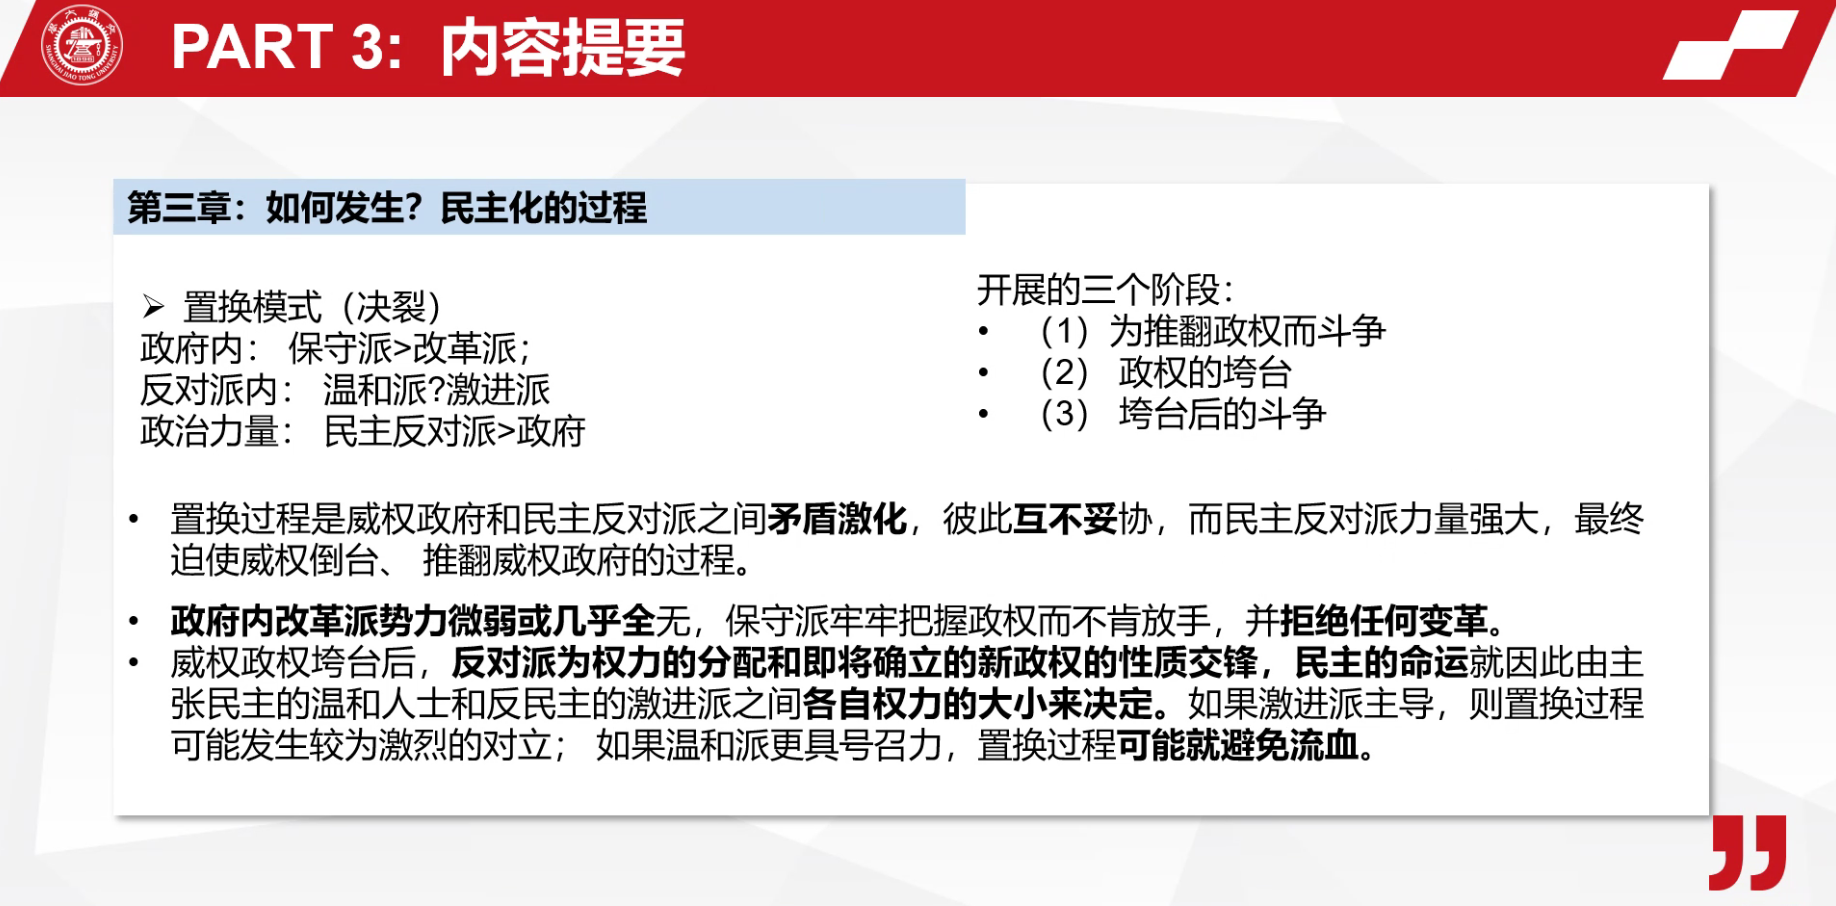 PART 3: 内容提要
SHANGHAI JIAO TONG UNIVERSITY
第三章：如何发生？民主化的过程
➢ 置换模式（决裂）
政府内： 保守派>改革派；
反对派内： 温和派?激进派
政治力量： 民主反对派>政府
开展的三个阶段：
• （1）为推翻政权而斗争
• （2） 政权的垮台
• （3） 垮台后的斗争
• 置换过程是威权政府和民主反对派之间矛盾激化，彼此互不妥协，而民主反对派力量强大，最终
迫使威权倒台、 推翻威权政府的过程。
• 政府内改革派势力微弱或几乎全无，保守派牢牢把握政权而不肯放手，并拒绝任何变革。
• 威权政权垮台后，反对派为权力的分配和即将确立的新政权的性质交锋，民主的命运就因此由主
张民主的温和人士和反民主的激进派之间各自权力的大小来决定。如果激进派主导，则置换过程
可能发生较为激烈的对立； 如果温和派更具号召力，置换过程可能就避免流血。